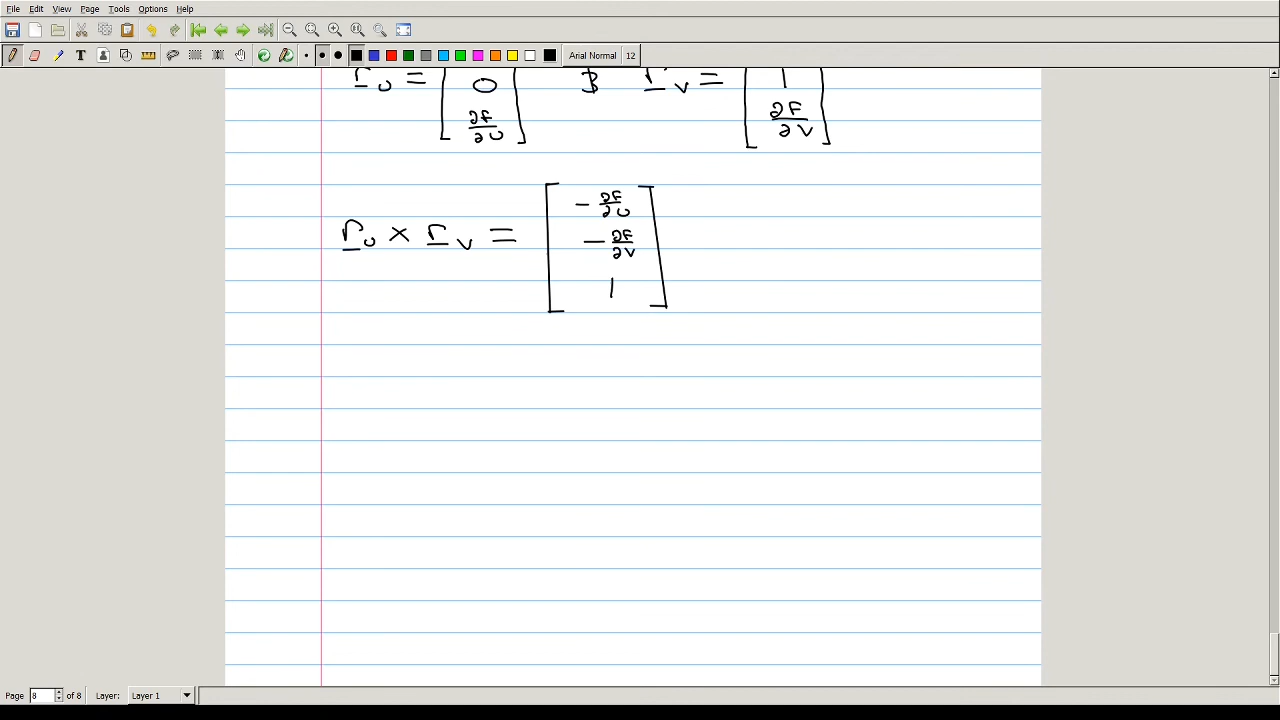 File Edit View Page Tools Options Help
T Arial Normal 12
r_u = [ 0 ∂F/∂u ] & r_v = [ 1 ∂F/∂v ]
r_u × r_v = [ -∂F/∂u
-∂F/∂v
1 ]
Page 8 of 8 Layer: Layer 1